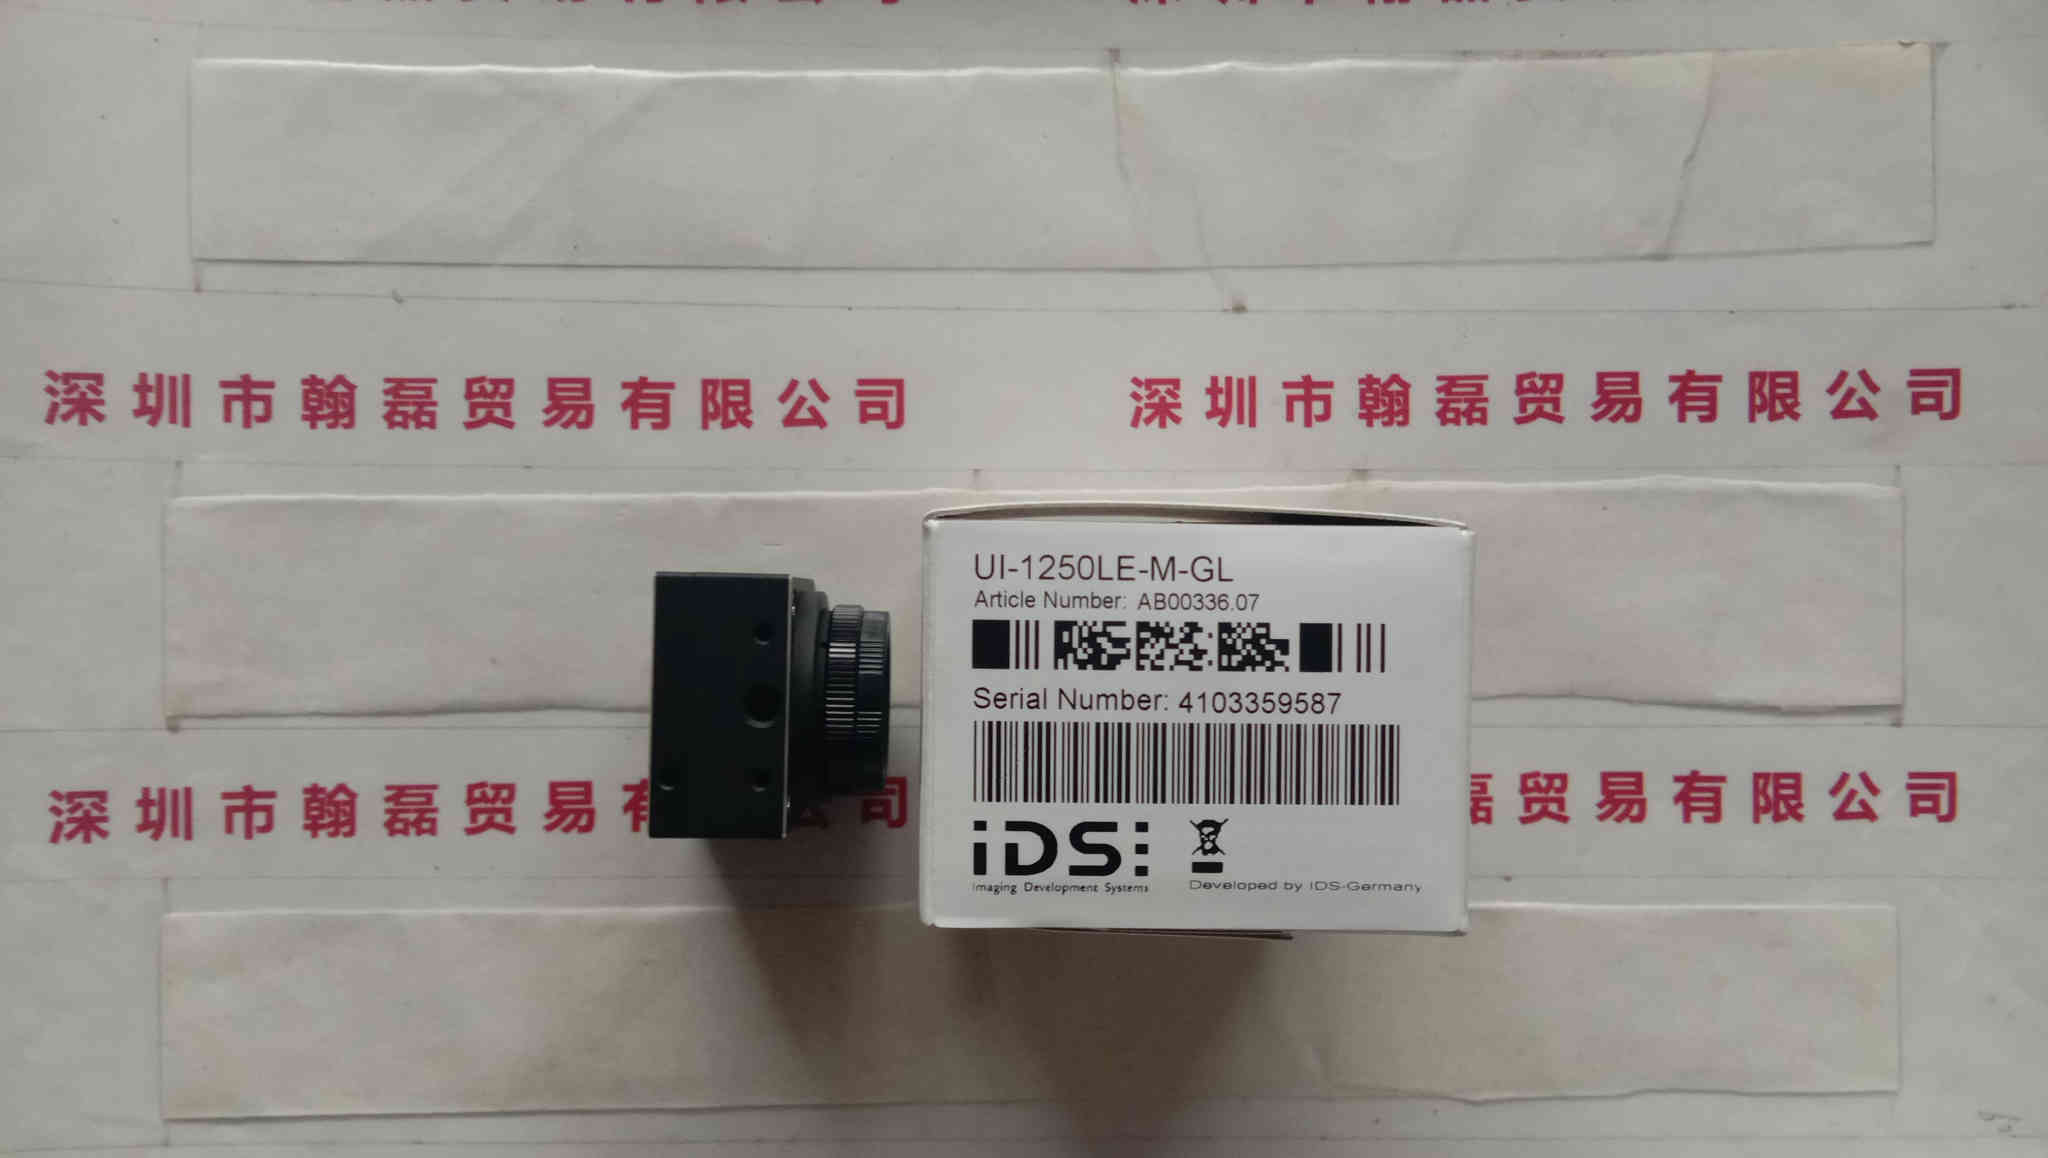 深圳市翰磊贸易有限公司 深圳市翰磊贸易有限公司
UI-1250LE-M-GL
Article Number: AB00336.07
Serial Number: 4103359587
深圳市翰磊贸易有 司 磊贸易有限公司
iDS:
Imaging Development Systems
Developed by IDS-Germany